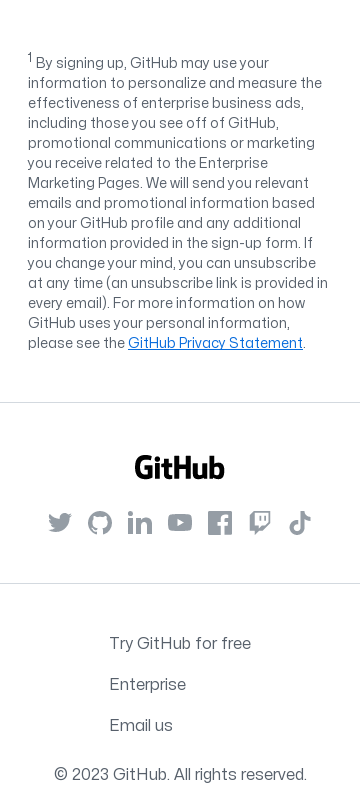 1 By signing up, GitHub may use your
information to personalize and measure the
effectiveness of enterprise business ads,
including those you see off of GitHub,
promotional communications or marketing
you receive related to the Enterprise
Marketing Pages. We will send you relevant
emails and promotional information based
on your GitHub profile and any additional
information provided in the sign-up form. If
you change your mind, you can unsubscribe
at any time (an unsubscribe link is provided in
every email). For more information on how
GitHub uses your personal information,
please see the GitHub Privacy Statement.
GitHub
Try GitHub for free
Enterprise
Email us
© 2023 GitHub. All rights reserved.